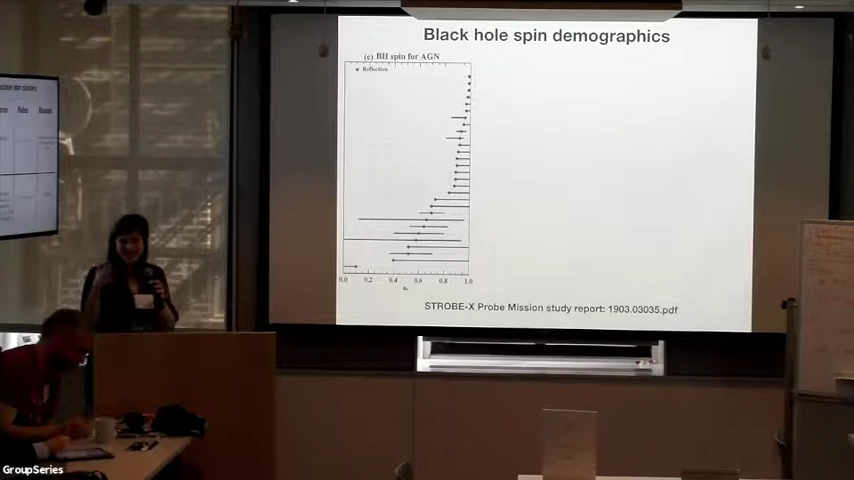 Black hole spin demographics
(c) BH spin for AGN
Reflection
0.0 0.2 0.4 0.6 0.8 1.0
STROBE-X Probe Mission study report: 1903.03035.pdf
GroupSeries